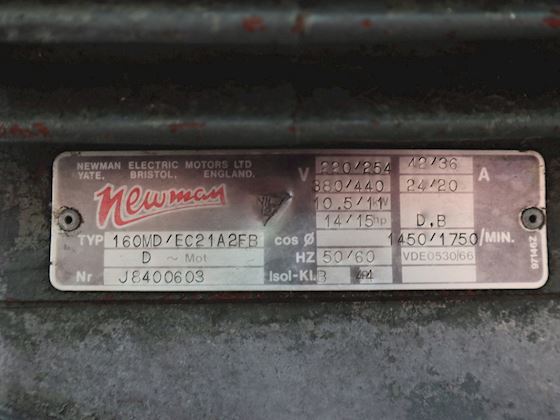 NEWMAN ELECTRIC MOTORS LTD
YATE, BRISTOL, ENGLAND.
Newman
V 220/254 42/36 A
380/440 24/20
10.5/11 KW
14/15 hp D.B
TYP 160MD/EC21A2FB cos Ø 1450/1750/MIN.
D ~ Mot HZ 50/60 VDE0530/66
Nr J8400603 Isol-Kl. B 44
97146Z